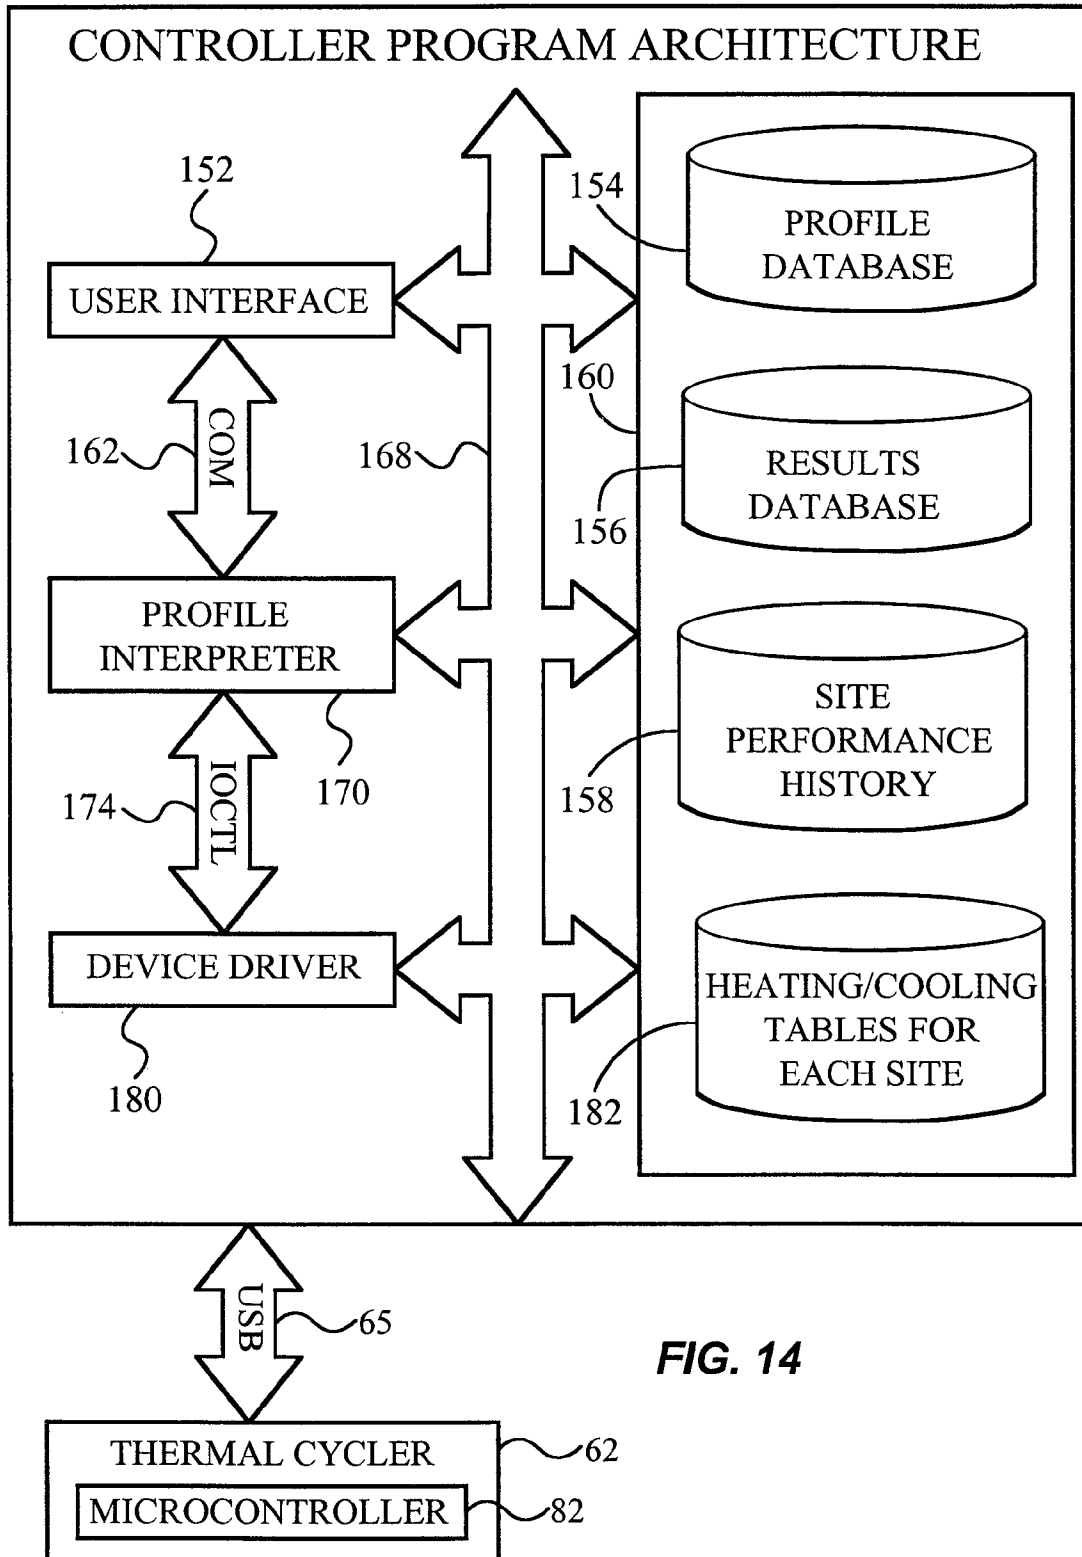 CONTROLLER PROGRAM ARCHITECTURE
152
154
PROFILE
DATABASE
USER INTERFACE
160
COM
162
168
RESULTS
DATABASE
156
PROFILE
INTERPRETER
SITE
PERFORMANCE
HISTORY
IOCTL
174
170
158
DEVICE DRIVER
HEATING/COOLING
TABLES FOR
EACH SITE
180
182
USB
65
FIG. 14
THERMAL CYCLER
62
MICROCONTROLLER
82